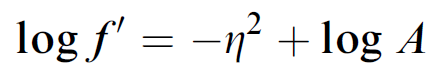 log f′ = −η² + log A